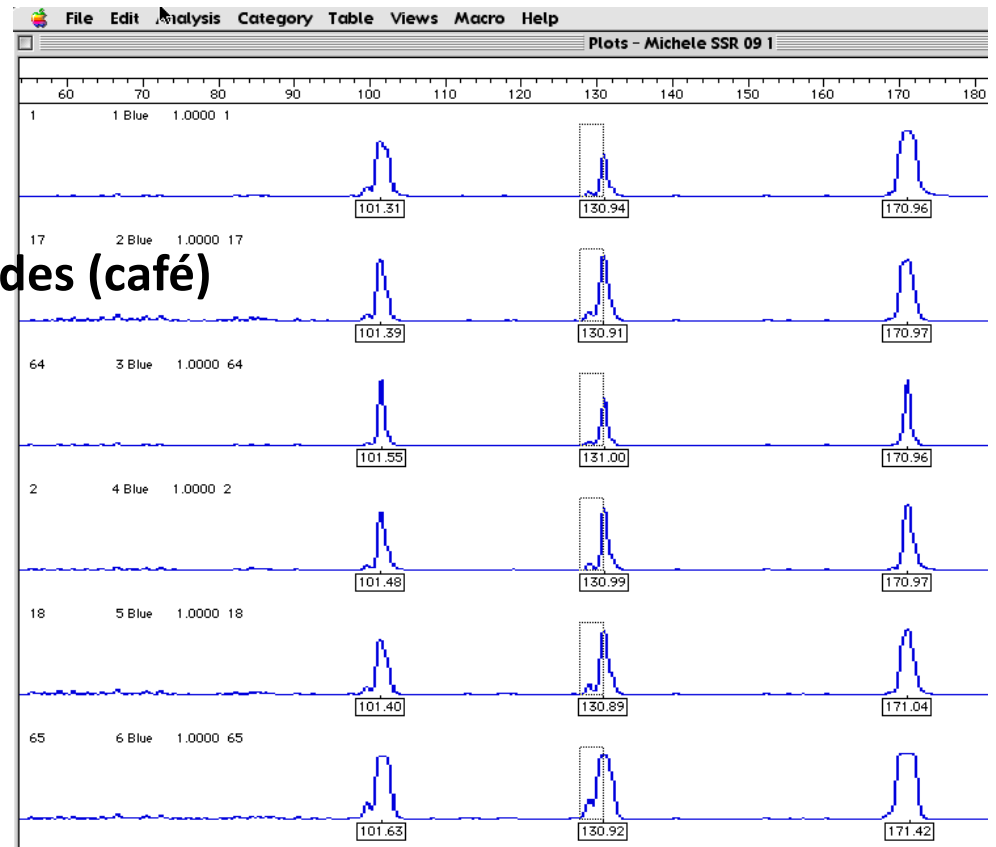 File Edit Analysis Category Table Views Macro Help
Plots - Michele SSR 09 1
60 70 80 90 100 110 120 130 140 150 160 170 180
1 1 Blue 1.0000 1
101.31 130.94 170.96
17 2 Blue 1.0000 17
des (café)
101.39 130.91 170.97
64 3 Blue 1.0000 64
101.55 131.00 170.96
2 4 Blue 1.0000 2
101.48 130.99 170.97
18 5 Blue 1.0000 18
101.40 130.89 171.04
65 6 Blue 1.0000 65
101.63 130.92 171.42